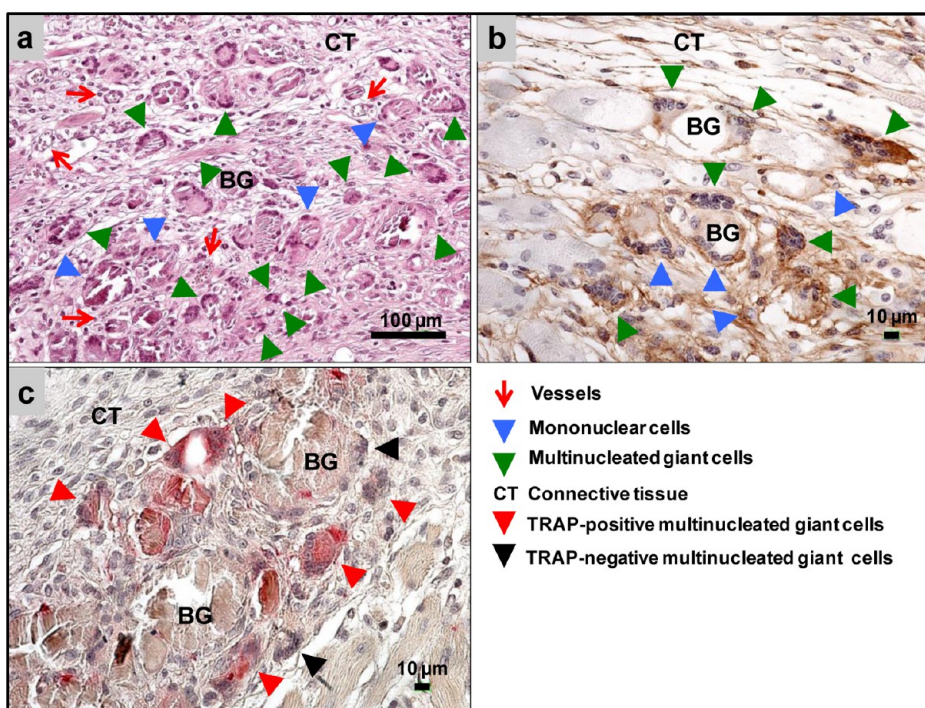 a
CT
BG
100 µm
b
CT
BG
BG
10 µm
c
CT
BG
BG
10 µm
Vessels
Mononuclear cells
Multinucleated giant cells
CT Connective tissue
TRAP-positive multinucleated giant cells
TRAP-negative multinucleated giant cells